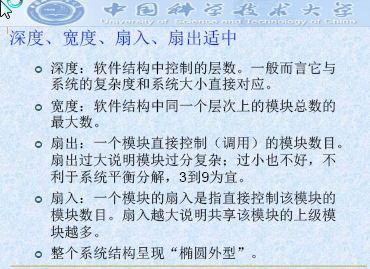 中国科学技术大学
University of Science and Technology of China
深度、宽度、扇入、扇出适中
深度：软件结构中控制的层数。一般而言它与
系统的复杂度和系统大小直接对应。
宽度：软件结构中同一个层次上的模块总数的
最大数。
扇出：一个模块直接控制（调用）的模块数目。
扇出过大说明模块过分复杂；过小也不好，不
利于系统平衡分解，3到9为宜。
扇入：一个模块的扇入是指直接控制该模块的
模块数目。扇入越大说明共享该模块的上级模
块越多。
整个系统结构呈现“椭圆外型”。